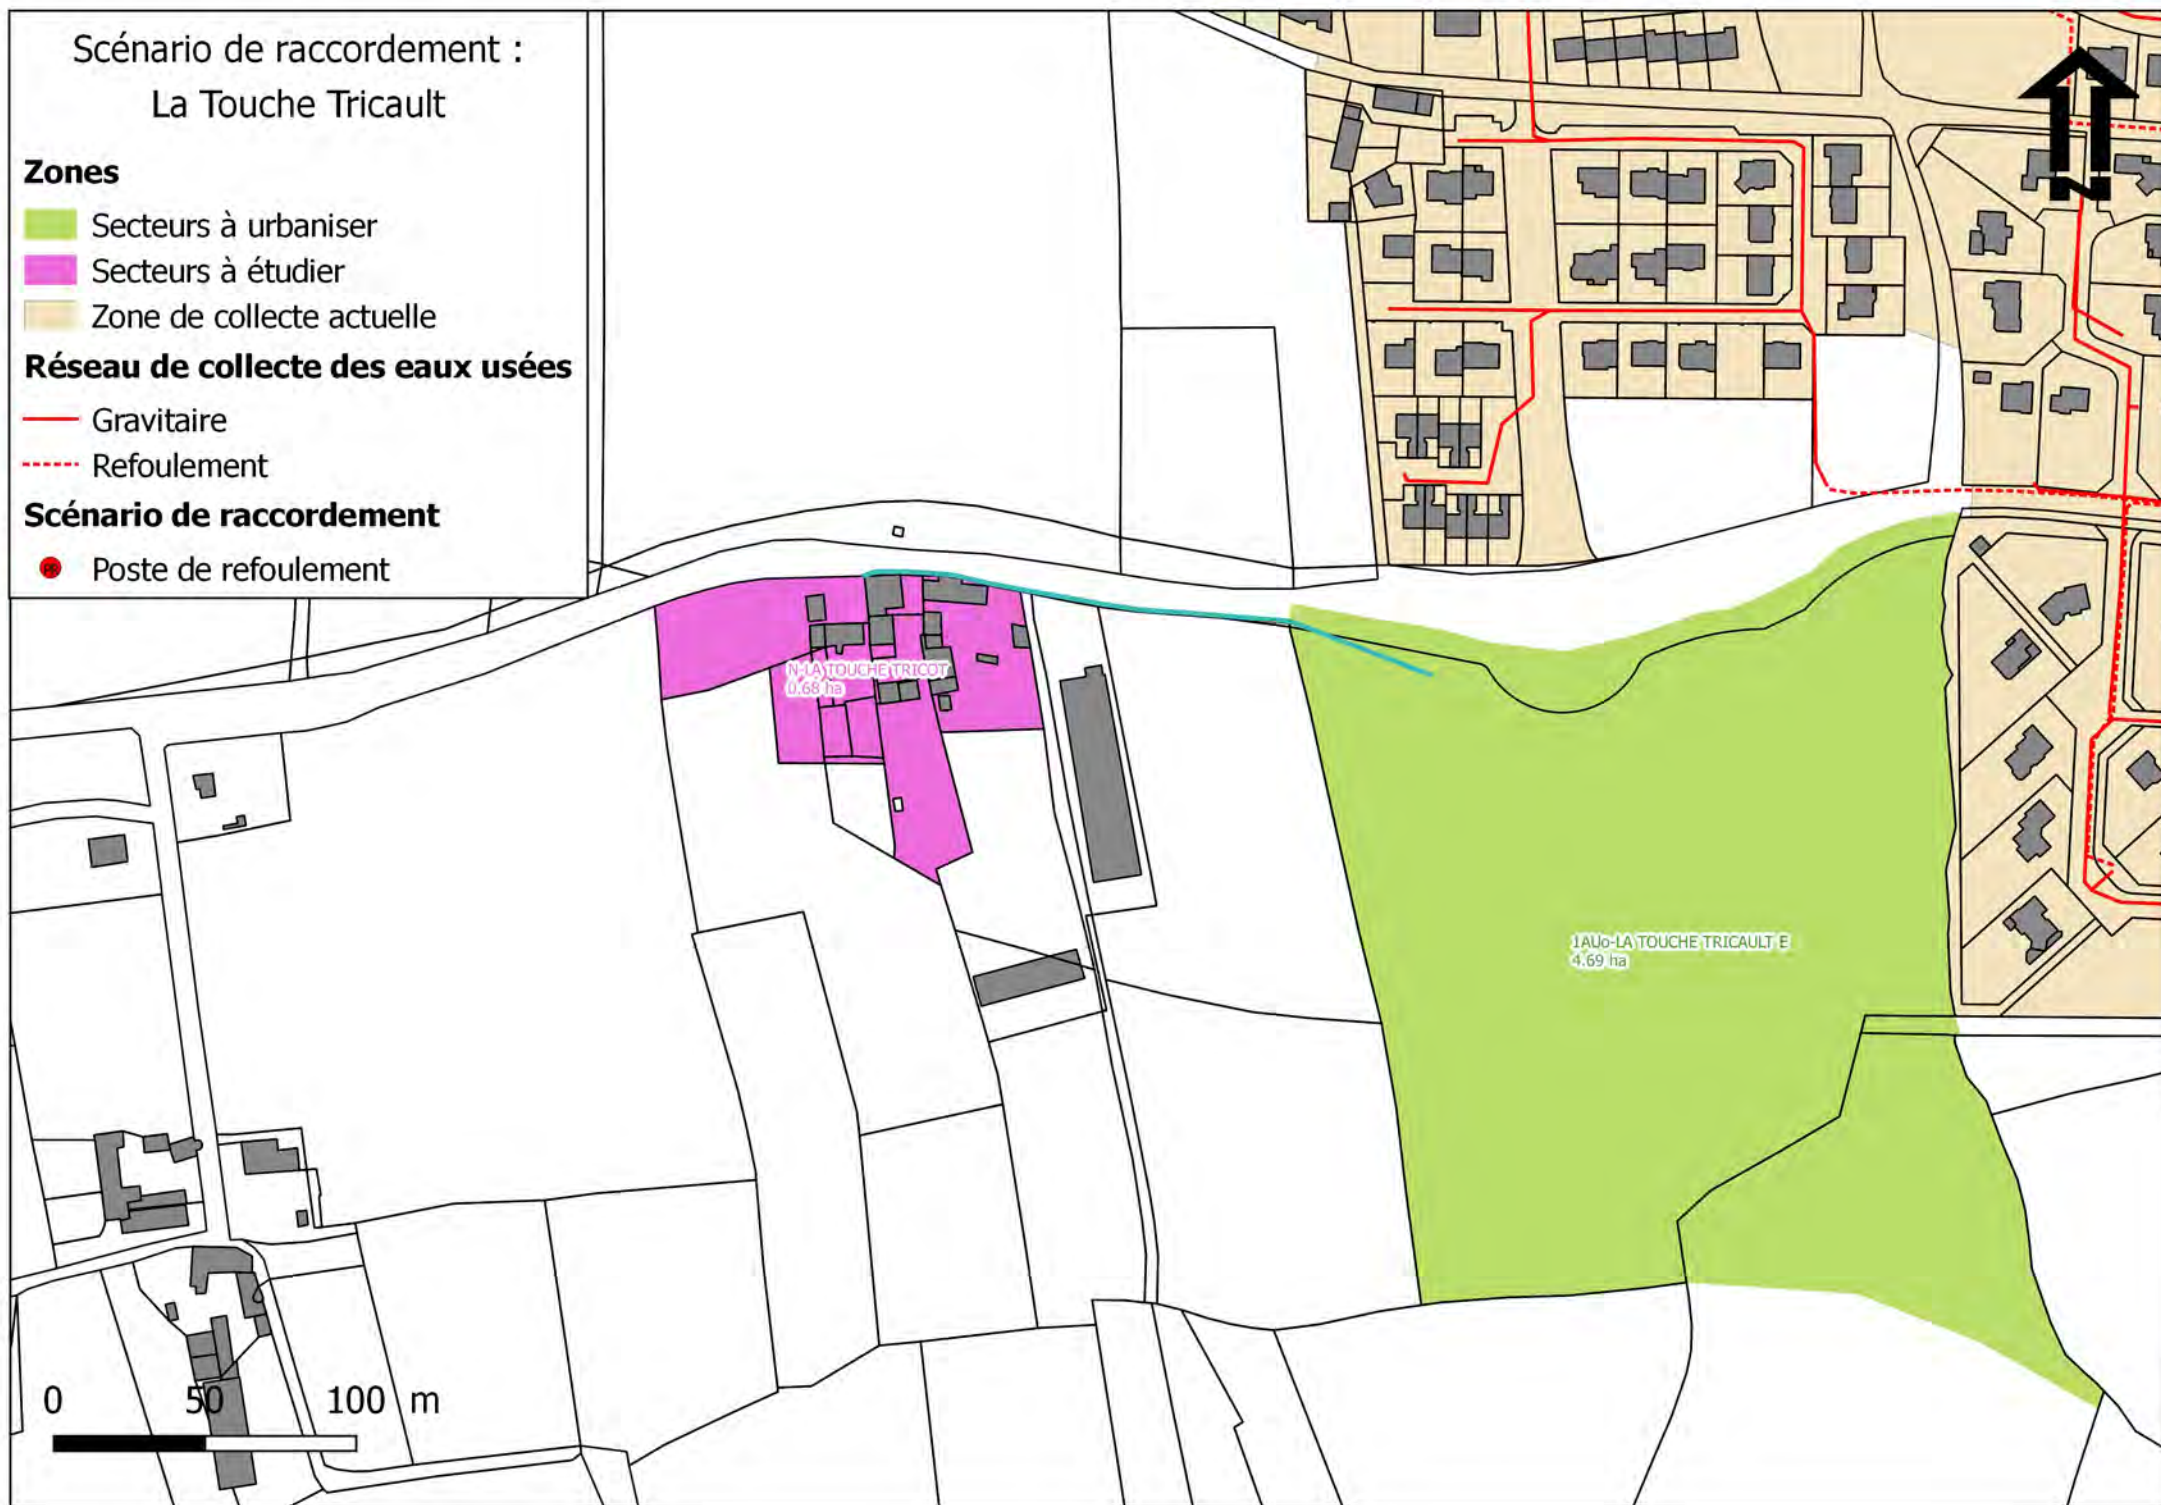 Scénario de raccordement :
La Touche Tricault
Zones
Secteurs à urbaniser
Secteurs à étudier
Zone de collecte actuelle
Réseau de collecte des eaux usées
Gravitaire
Refoulement
Scénario de raccordement
PR Poste de refoulement
N
N-LA TOUCHE TRICOT
0.68 ha
1AUo-LA TOUCHE TRICAULT E
4.69 ha
0 50 100 m